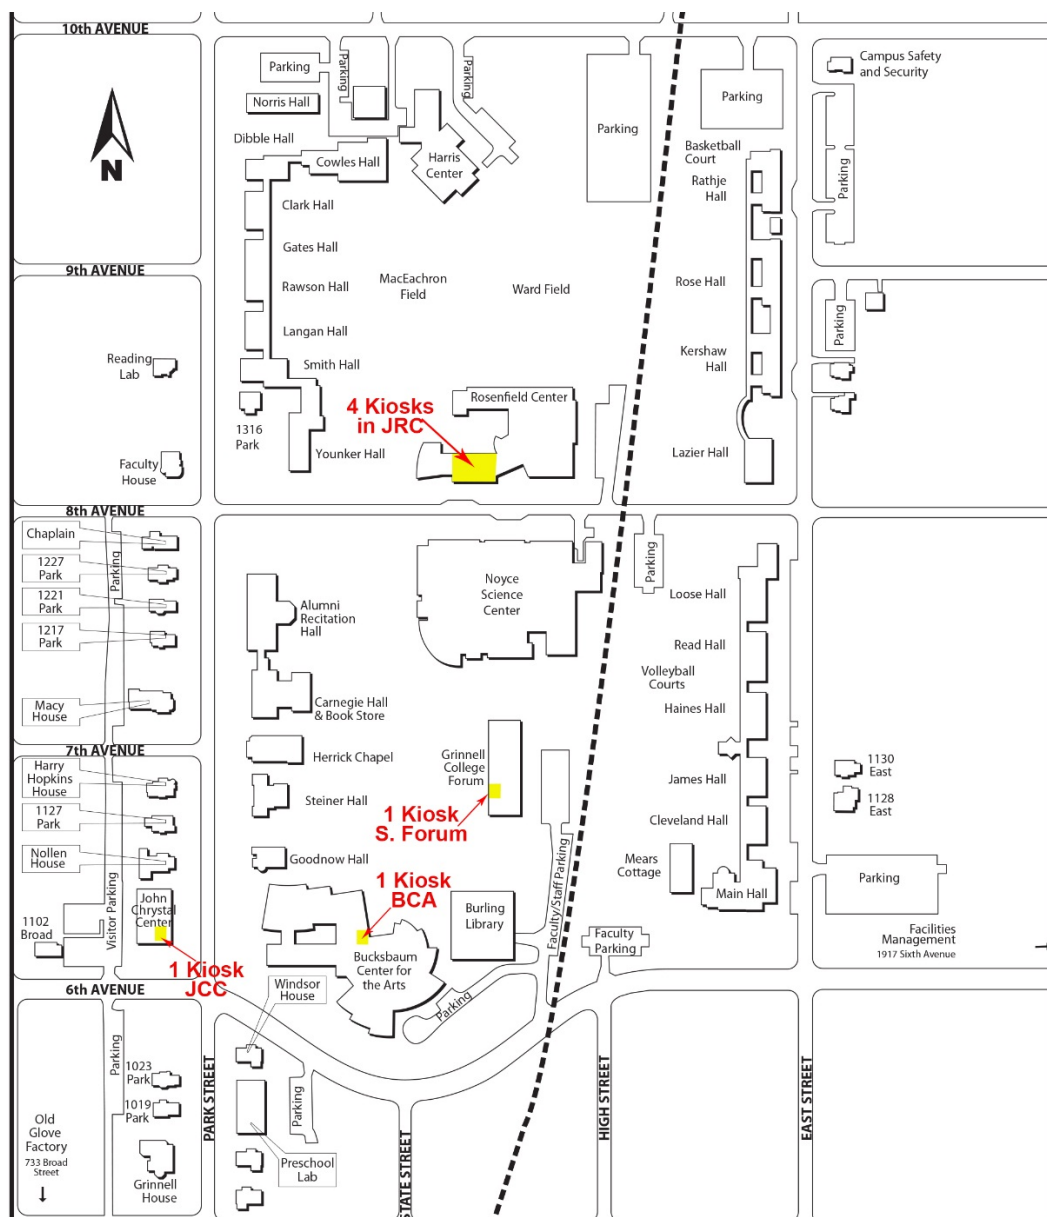 10th AVENUE
Parking
Parking
Parking
Norris Hall
Dibble Hall
Cowles Hall
Harris
Center
Parking
Parking
Campus Safety
and Security
Basketball
Court
Rathje
Hall
Parking
N
Clark Hall
Gates Hall
9th AVENUE
Rawson Hall
MacEachron
Field
Ward Field
Rose Hall
Langan Hall
Parking
Reading
Lab
Smith Hall
Kershaw
Hall
4 Kiosks
in JRC
Rosenfield Center
1316
Park
Younker Hall
Lazier Hall
Faculty
House
8th AVENUE
Chaplain
Parking
1227
Park
1221
Park
1217
Park
Macy
House
Alumni
Recitation
Hall
Noyce
Science
Center
Parking
Loose Hall
Read Hall
Volleyball
Courts
Haines Hall
Carnegie Hall
& Book Store
7th AVENUE
Harry
Hopkins
House
1127
Park
Nollen
House
Herrick Chapel
Grinnell
College
Forum
Steiner Hall
1 Kiosk
S. Forum
James Hall
1130
East
1128
East
Cleveland Hall
Goodnow Hall
Mears
Cottage
Main Hall
Parking
Faculty/Staff Parking
1 Kiosk
BCA
Burling
Library
Visitor Parking
John
Chrystal
Center
1102
Broad
1 Kiosk
JCC
Bucksbaum
Center for
the Arts
Faculty
Parking
Facilities
Management
1917 Sixth Avenue
6th AVENUE
Windsor
House
Parking
Parking
1023
Park
1019
Park
Parking
PARK STREET
STATE STREET
HIGH STREET
EAST STREET
Old
Glove
Factory
733 Broad
Street
Grinnell
House
Preschool
Lab